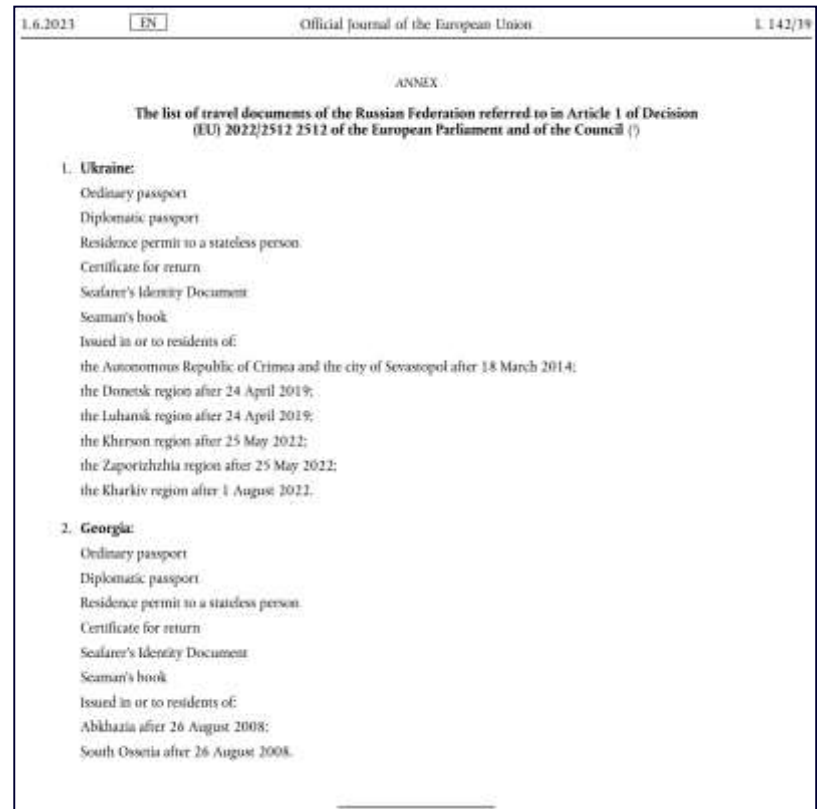 1.6.2023 EN Official Journal of the European Union L 142/39
ANNEX
The list of travel documents of the Russian Federation referred to in Article 1 of Decision
(EU) 2022/2512 2512 of the European Parliament and of the Council (¹)
1. Ukraine:
Ordinary passport
Diplomatic passport
Residence permit to a stateless person
Certificate for return
Seafarer's Identity Document
Seaman's book
Issued in or to residents of:
the Autonomous Republic of Crimea and the city of Sevastopol after 18 March 2014;
the Donetsk region after 24 April 2019;
the Luhansk region after 24 April 2019;
the Kherson region after 25 May 2022;
the Zaporizhzhia region after 25 May 2022;
the Kharkiv region after 1 August 2022.
2. Georgia:
Ordinary passport
Diplomatic passport
Residence permit to a stateless person
Certificate for return
Seafarer's Identity Document
Seaman's book
Issued in or to residents of:
Abkhazia after 26 August 2008;
South Ossetia after 26 August 2008.